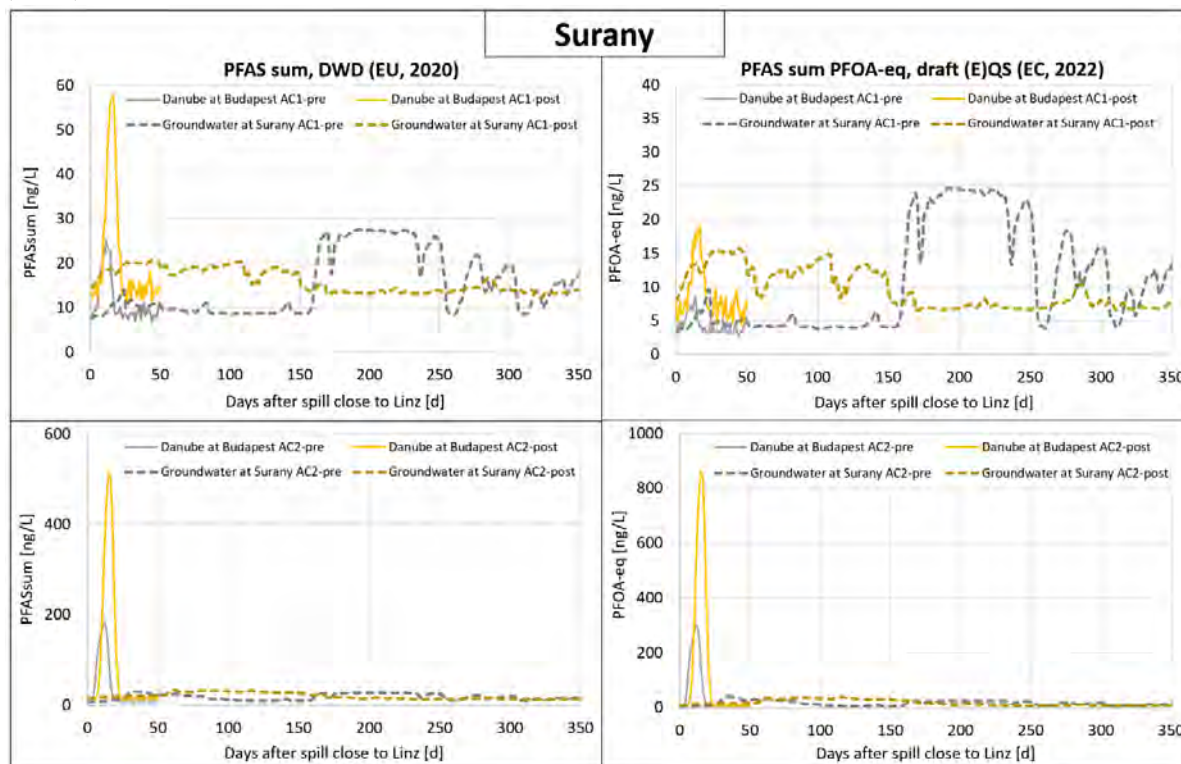 Surany
PFAS sum, DWD (EU, 2020)
Danube at Budapest AC1-pre
Danube at Budapest AC1-post
Groundwater at Surany AC1-pre
Groundwater at Surany AC1-post
PFASsum [ng/L]
60
50
40
30
20
10
0
0 50 100 150 200 250 300 350
Days after spill close to Linz [d]
PFAS sum PFOA-eq, draft (E)QS (EC, 2022)
Danube at Budapest AC1-pre
Danube at Budapest AC1-post
Groundwater at Surany AC1-pre
Groundwater at Surany AC1-post
PFOA-eq [ng/L]
40
35
30
25
20
15
10
5
0
0 50 100 150 200 250 300 350
Days after spill close to Linz [d]
Danube at Budapest AC2-pre
Danube at Budapest AC2-post
Groundwater at Surany AC2-pre
Groundwater at Surany AC2-post
PFASsum [ng/L]
600
400
200
0
0 50 100 150 200 250 300 350
Days after spill close to Linz [d]
Danube at Budapest AC2-pre
Danube at Budapest AC2-post
Groundwater at Surany AC2-pre
Groundwater at Surany AC2-post
PFOA-eq [ng/L]
1000
800
600
400
200
0
0 50 100 150 200 250 300 350
Days after spill close to Linz [d]